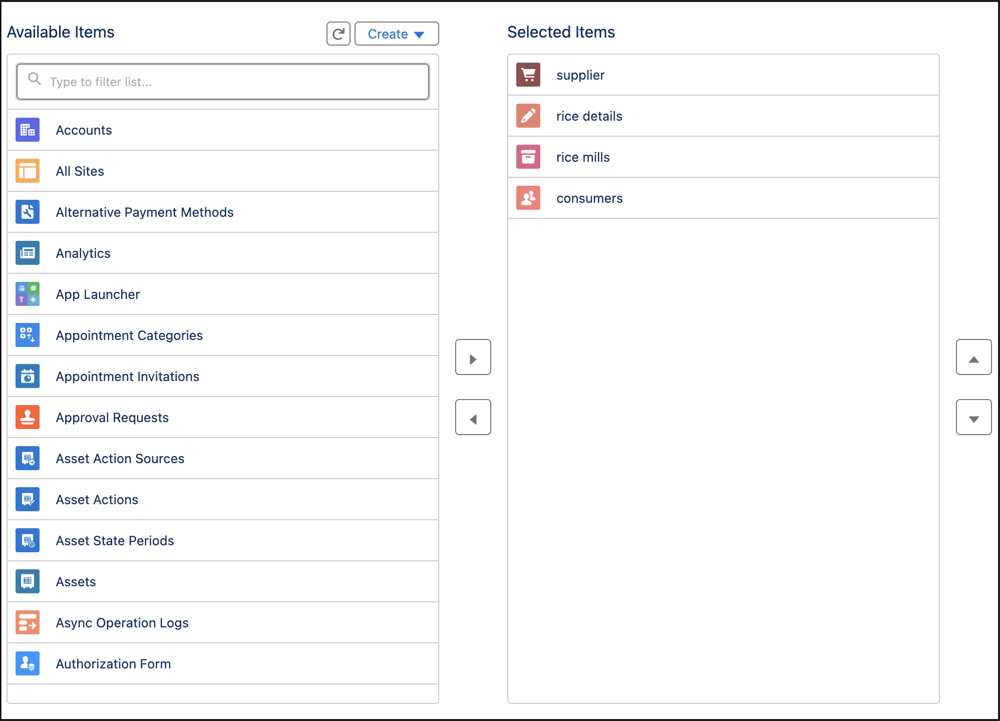 Available Items
Create
Type to filter list...
Accounts
All Sites
Alternative Payment Methods
Analytics
App Launcher
Appointment Categories
Appointment Invitations
Approval Requests
Asset Action Sources
Asset Actions
Asset State Periods
Assets
Async Operation Logs
Authorization Form
Selected Items
supplier
rice details
rice mills
consumers